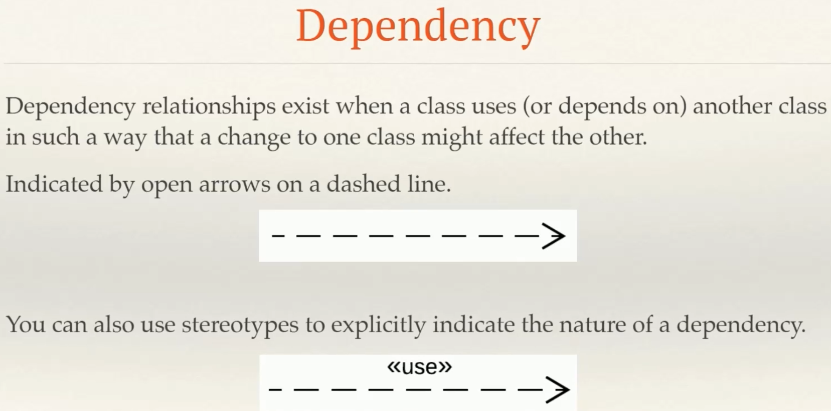 Dependency
Dependency relationships exist when a class uses (or depends on) another class
in such a way that a change to one class might affect the other.
Indicated by open arrows on a dashed line.
You can also use stereotypes to explicitly indicate the nature of a dependency.
«use»